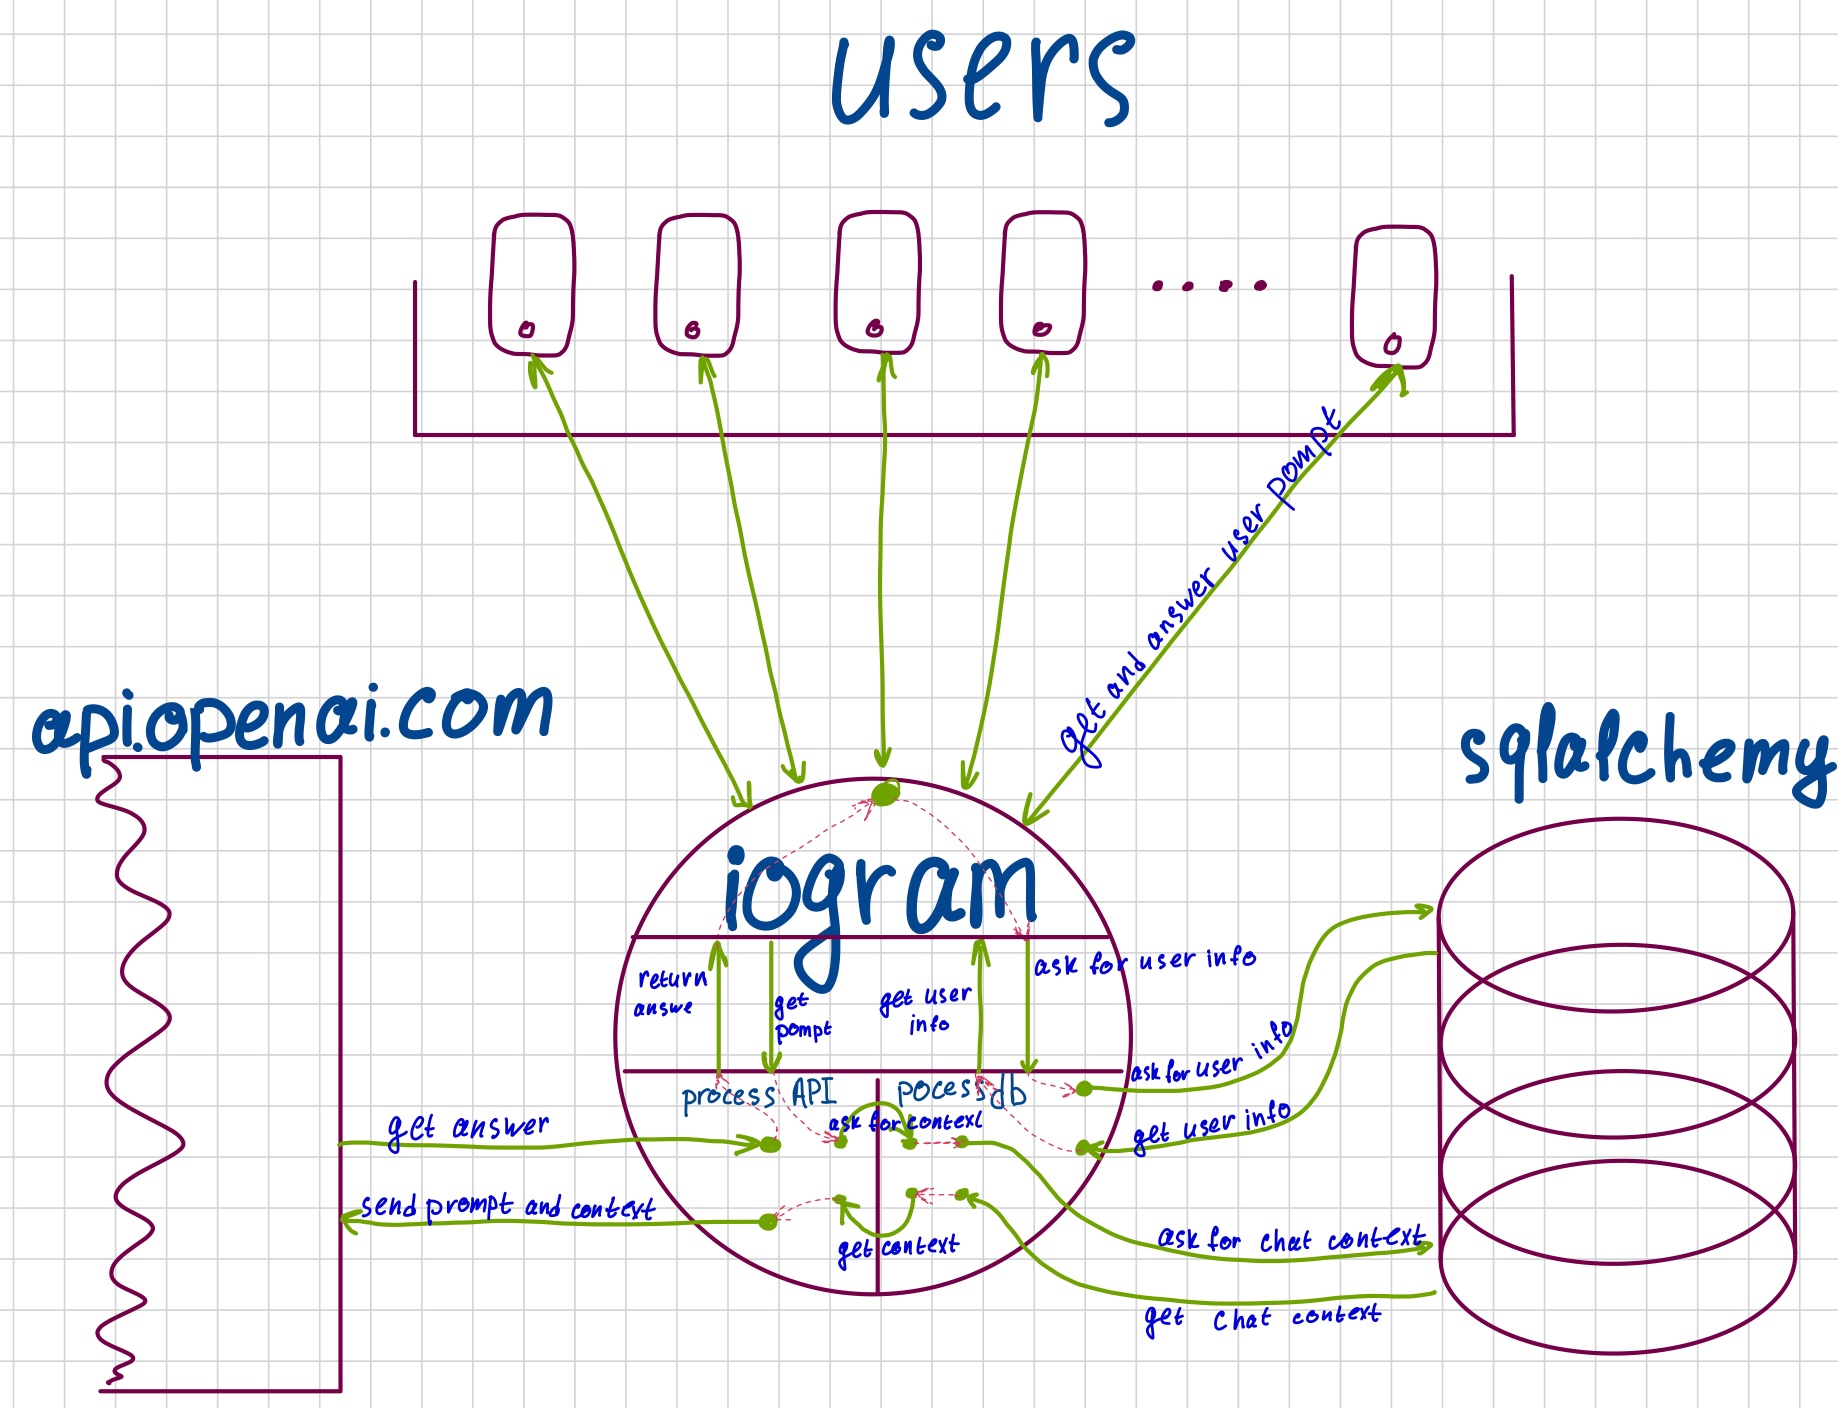 users
get and answer user pompt
api.openai.com
sqlalchemy
iogram
return
answe
get
pompt
get user
info
ask for user info
process API
pocess db
ask for user info
get answer
ask for context
get user info
send prompt and context
get context
ask for chat context
get chat context